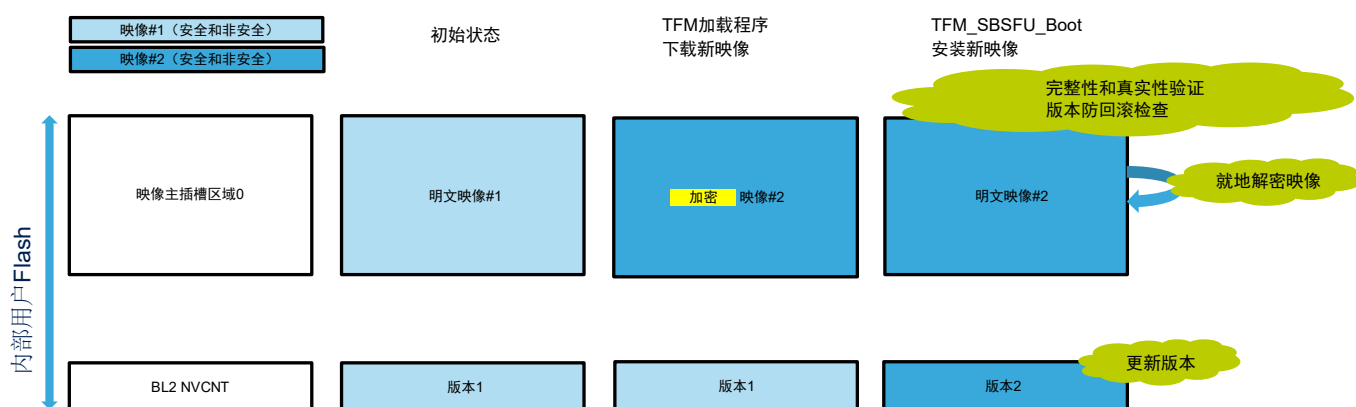 映像#1（安全和非安全）
映像#2（安全和非安全）
初始状态
TFM加载程序
下载新映像
TFM_SBSFU_Boot
安装新映像
完整性和真实性验证
版本防回滚检查
内部用户Flash
映像主插槽区域0
明文映像#1
加密 映像#2
明文映像#2
就地解密映像
BL2 NVCNT
版本1
版本1
版本2
更新版本